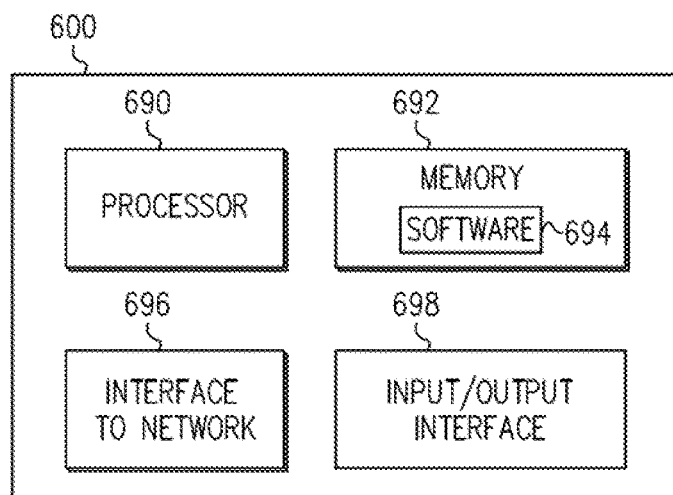 600
690
692
PROCESSOR
MEMORY
SOFTWARE
694
696
698
INTERFACE
TO NETWORK
INPUT/OUTPUT
INTERFACE